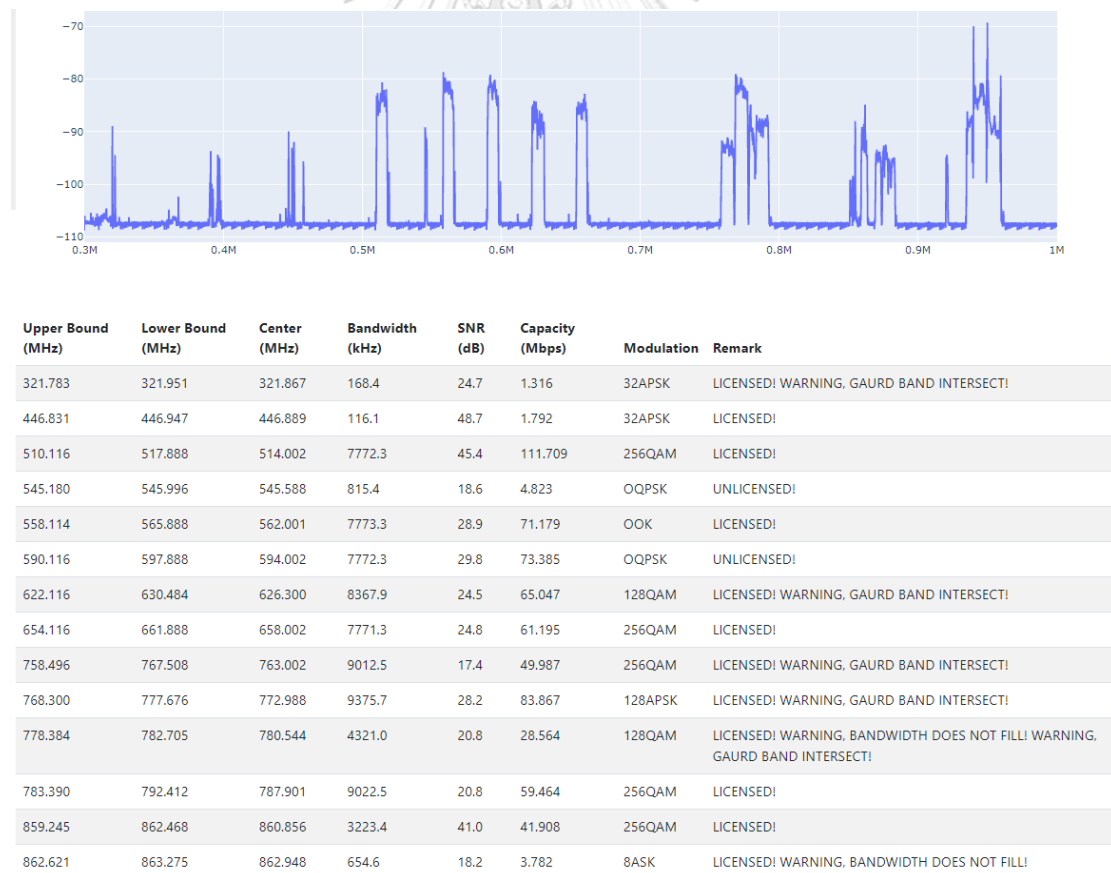 −70
−80
−90
−100
−110
0.3M 0.4M 0.5M 0.6M 0.7M 0.8M 0.9M 1M
Upper Bound (MHz) Lower Bound (MHz) Center (MHz) Bandwidth (kHz) SNR (dB) Capacity (Mbps) Modulation Remark
321.783 321.951 321.867 168.4 24.7 1.316 32APSK LICENSED! WARNING, GAURD BAND INTERSECT!
446.831 446.947 446.889 116.1 48.7 1.792 32APSK LICENSED!
510.116 517.888 514.002 7772.3 45.4 111.709 256QAM LICENSED!
545.180 545.996 545.588 815.4 18.6 4.823 OQPSK UNLICENSED!
558.114 565.888 562.001 7773.3 28.9 71.179 OOK LICENSED!
590.116 597.888 594.002 7772.3 29.8 73.385 OQPSK UNLICENSED!
622.116 630.484 626.300 8367.9 24.5 65.047 128QAM LICENSED! WARNING, GAURD BAND INTERSECT!
654.116 661.888 658.002 7771.3 24.8 61.195 256QAM LICENSED!
758.496 767.508 763.002 9012.5 17.4 49.987 256QAM LICENSED! WARNING, GAURD BAND INTERSECT!
768.300 777.676 772.988 9375.7 28.2 83.867 128APSK LICENSED! WARNING, GAURD BAND INTERSECT!
778.384 782.705 780.544 4321.0 20.8 28.564 128QAM LICENSED! WARNING, BANDWIDTH DOES NOT FILL! WARNING,
GAURD BAND INTERSECT!
783.390 792.412 787.901 9022.5 20.8 59.464 256QAM LICENSED!
859.245 862.468 860.856 3223.4 41.0 41.908 256QAM LICENSED!
862.621 863.275 862.948 654.6 18.2 3.782 8ASK LICENSED! WARNING, BANDWIDTH DOES NOT FILL!